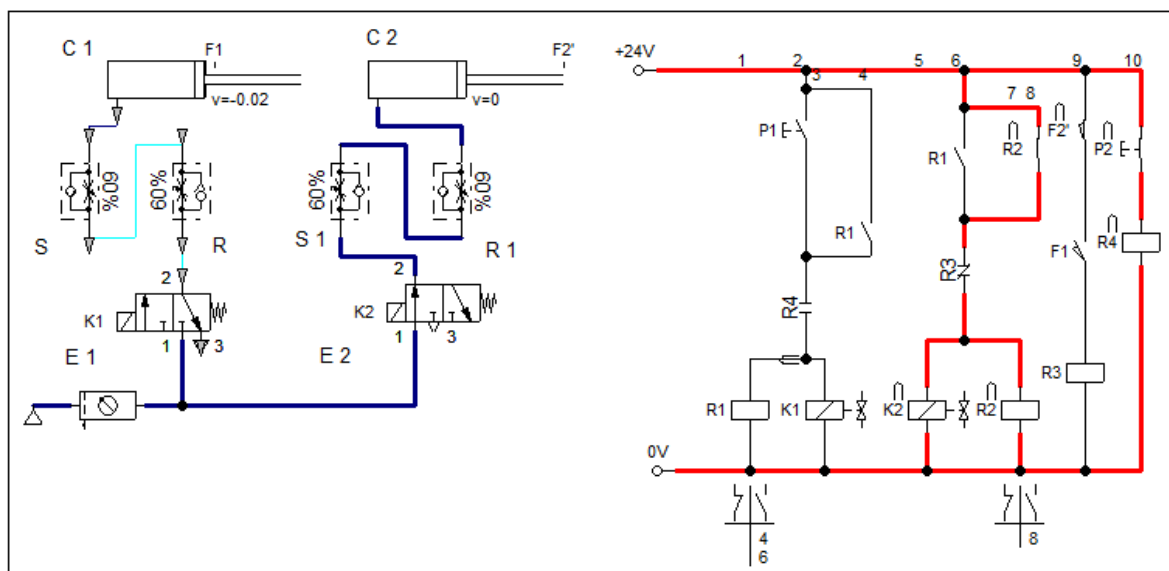 C 1
F1
v=-0.02
C 2
F2'
v=0
60%
60%
60%
60%
S
R
S 1
R 1
2
K1
1
3
2
K2
1
3
E 1
E 2
+24V
1
2
3
4
5
6
7
8
9
10
P1
R1
R4
R1
K1
R1
R2
R3
K2
R2
F2'
F1
R3
P2
R4
0V
4
6
8